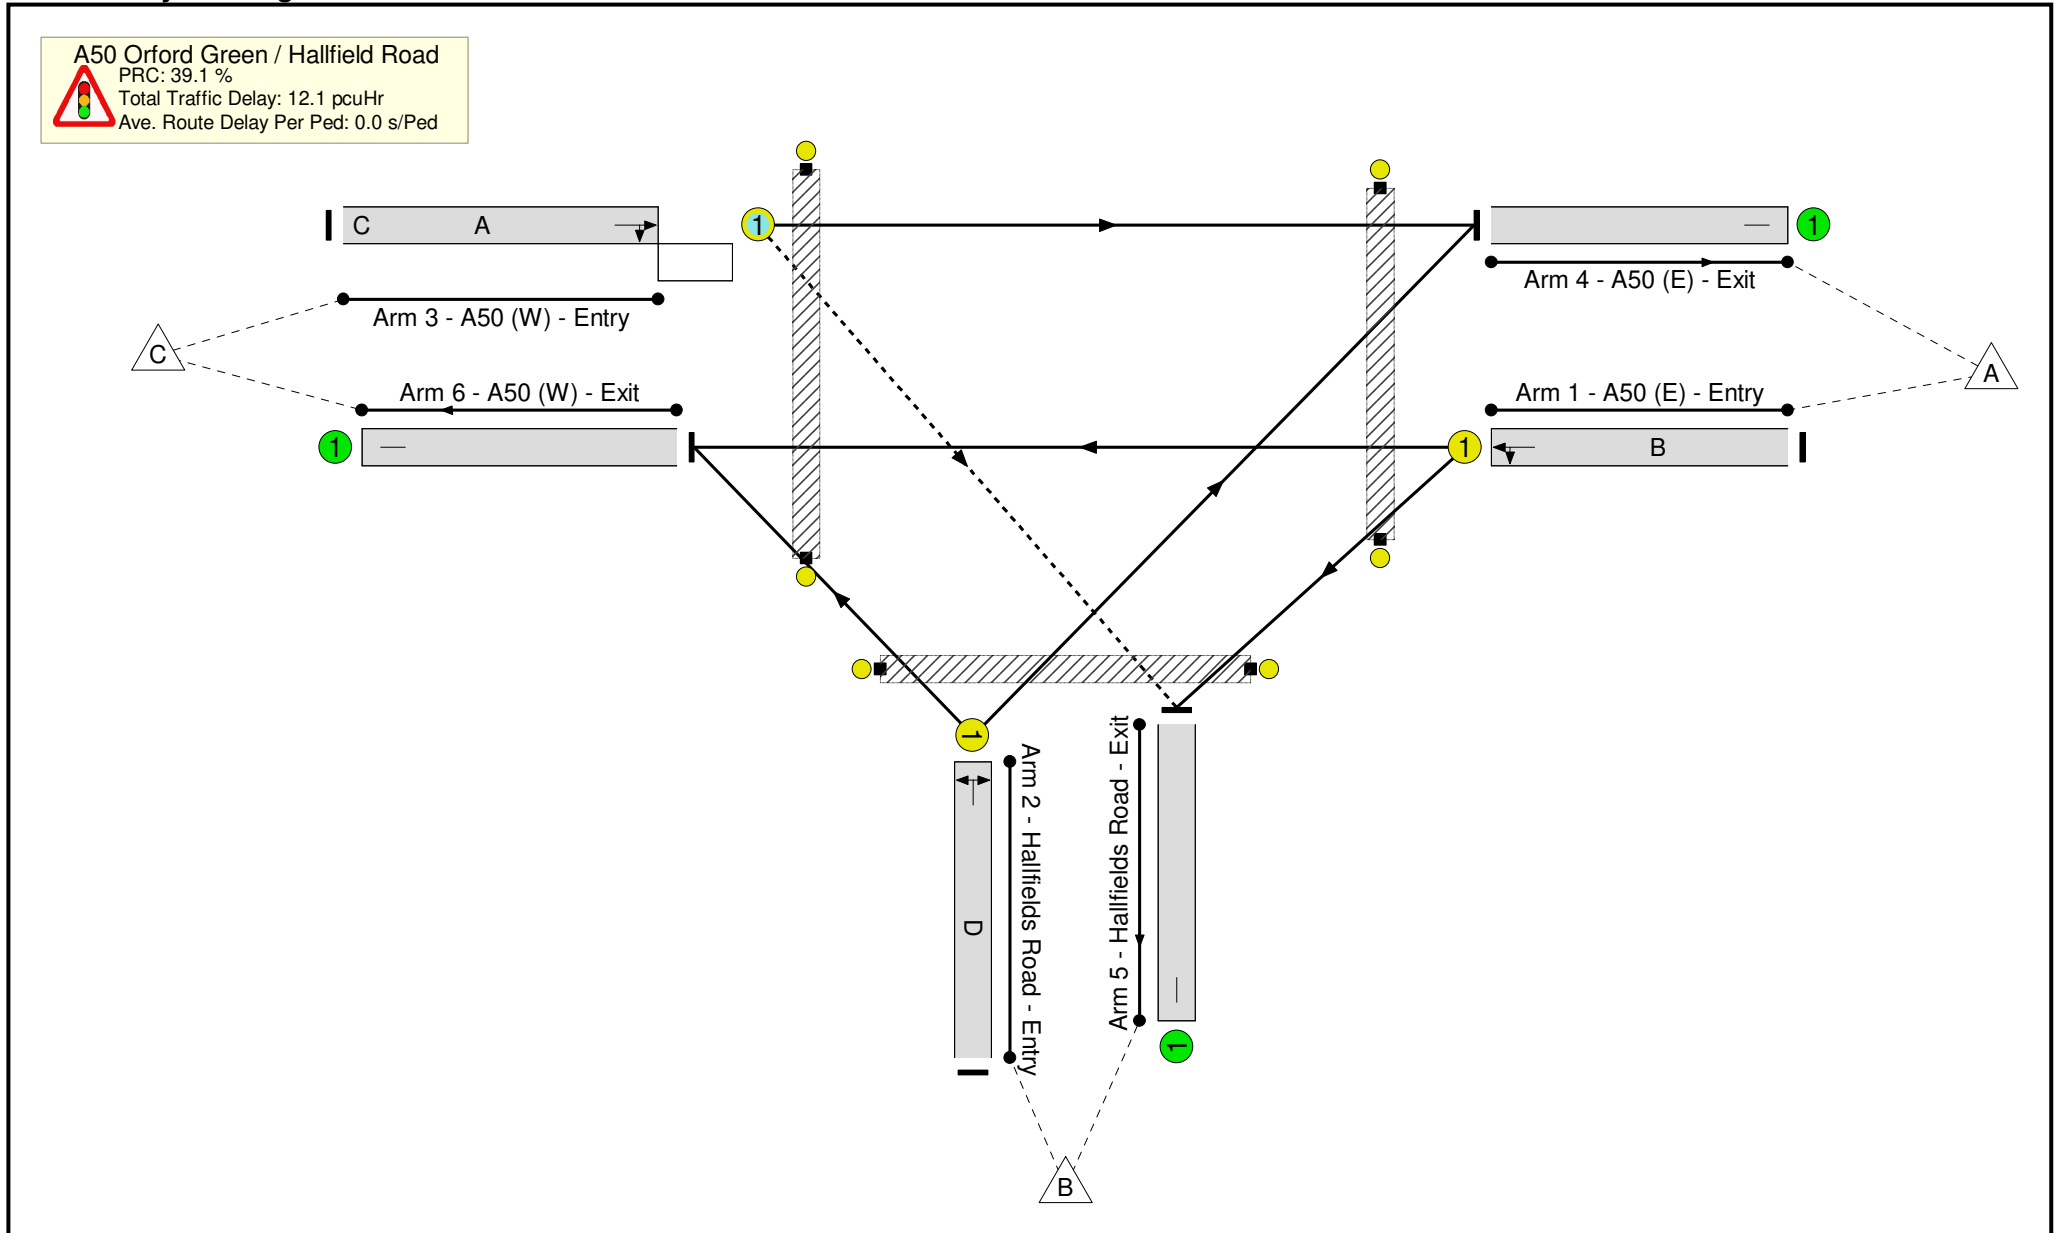 A50 Orford Green / Hallfield Road
PRC: 39.1 %
Total Traffic Delay: 12.1 pcuHr
Ave. Route Delay Per Ped: 0.0 s/Ped
C A
1
1
Arm 3 - A50 (W) - Entry
Arm 4 - A50 (E) - Exit
C
A
Arm 6 - A50 (W) - Exit
Arm 1 - A50 (E) - Entry
1
1
B
1
Arm 2 - Hallfields Road - Entry
Arm 5 - Hallfields Road - Exit
D
1
B